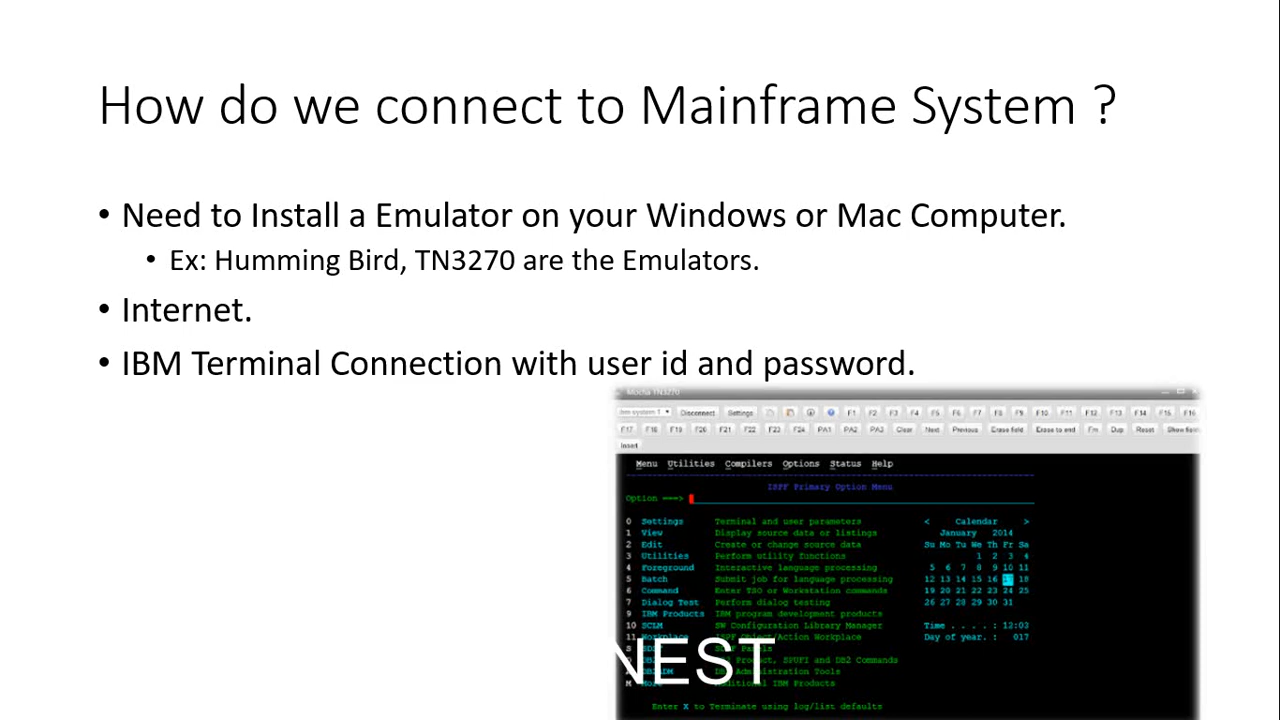 How do we connect to Mainframe System ?
• Need to Install a Emulator on your Windows or Mac Computer.
• Ex: Humming Bird, TN3270 are the Emulators.
• Internet.
• IBM Terminal Connection with user id and password.
Mocha TN3270
Disconnect Settings F1 F2 F3 F4 F5 F6 F7 F8 F9 F10 F11 F12 F13 F14 F15 F16
F17 F18 F19 F20 F21 F22 F23 F24 PA1 PA2 PA3 Clear Next Previous Erase field Erase to end Fm Dup Reset Show
Insert
Menu Utilities Compilers Options Status Help
ISPF Primary Option Menu
Option ===>
0 Settings Terminal and user parameters < Calendar >
1 View Display source data or listings January 2014
2 Edit Create or change source data Su Mo Tu We Th Fr Sa
3 Utilities Perform utility functions 1 2 3 4
4 Foreground Interactive language processing 5 6 7 8 9 10 11
5 Batch Submit job for language processing 12 13 14 15 16 18
6 Command Enter TSO or Workstation commands 19 20 21 22 23 24 25
7 Dialog Test Perform dialog testing 26 27 28 29 30 31
9 IBM Products IBM program development products
10 SCLM SW Configuration Library Manager Time . . . . : 12:03
11 Workplace ISPF Object/Action Workplace Day of year. : 017
S Panels
NEST
Product, SPUFI and Db2 Commands
Administration Tools
M IBM Products
Enter X to Terminate using log/list defaults